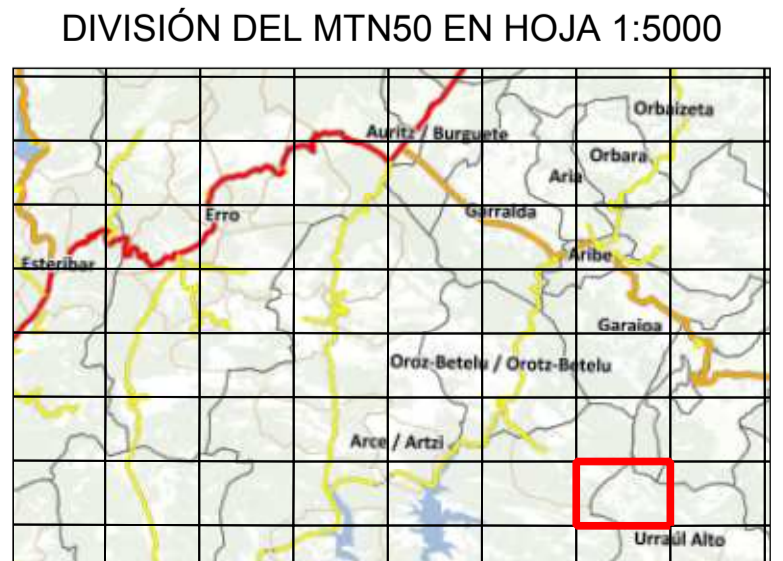 DIVISIÓN DEL MTN50 EN HOJA 1:5000
Orbaizeta
Auritz / Burguete
Orbara
Aria
Erro
Garralda
Esteribar
Aribe
Garaioa
Oroz-Betelu / Orotz-Betelu
Arce / Artzi
Urraúl Alto